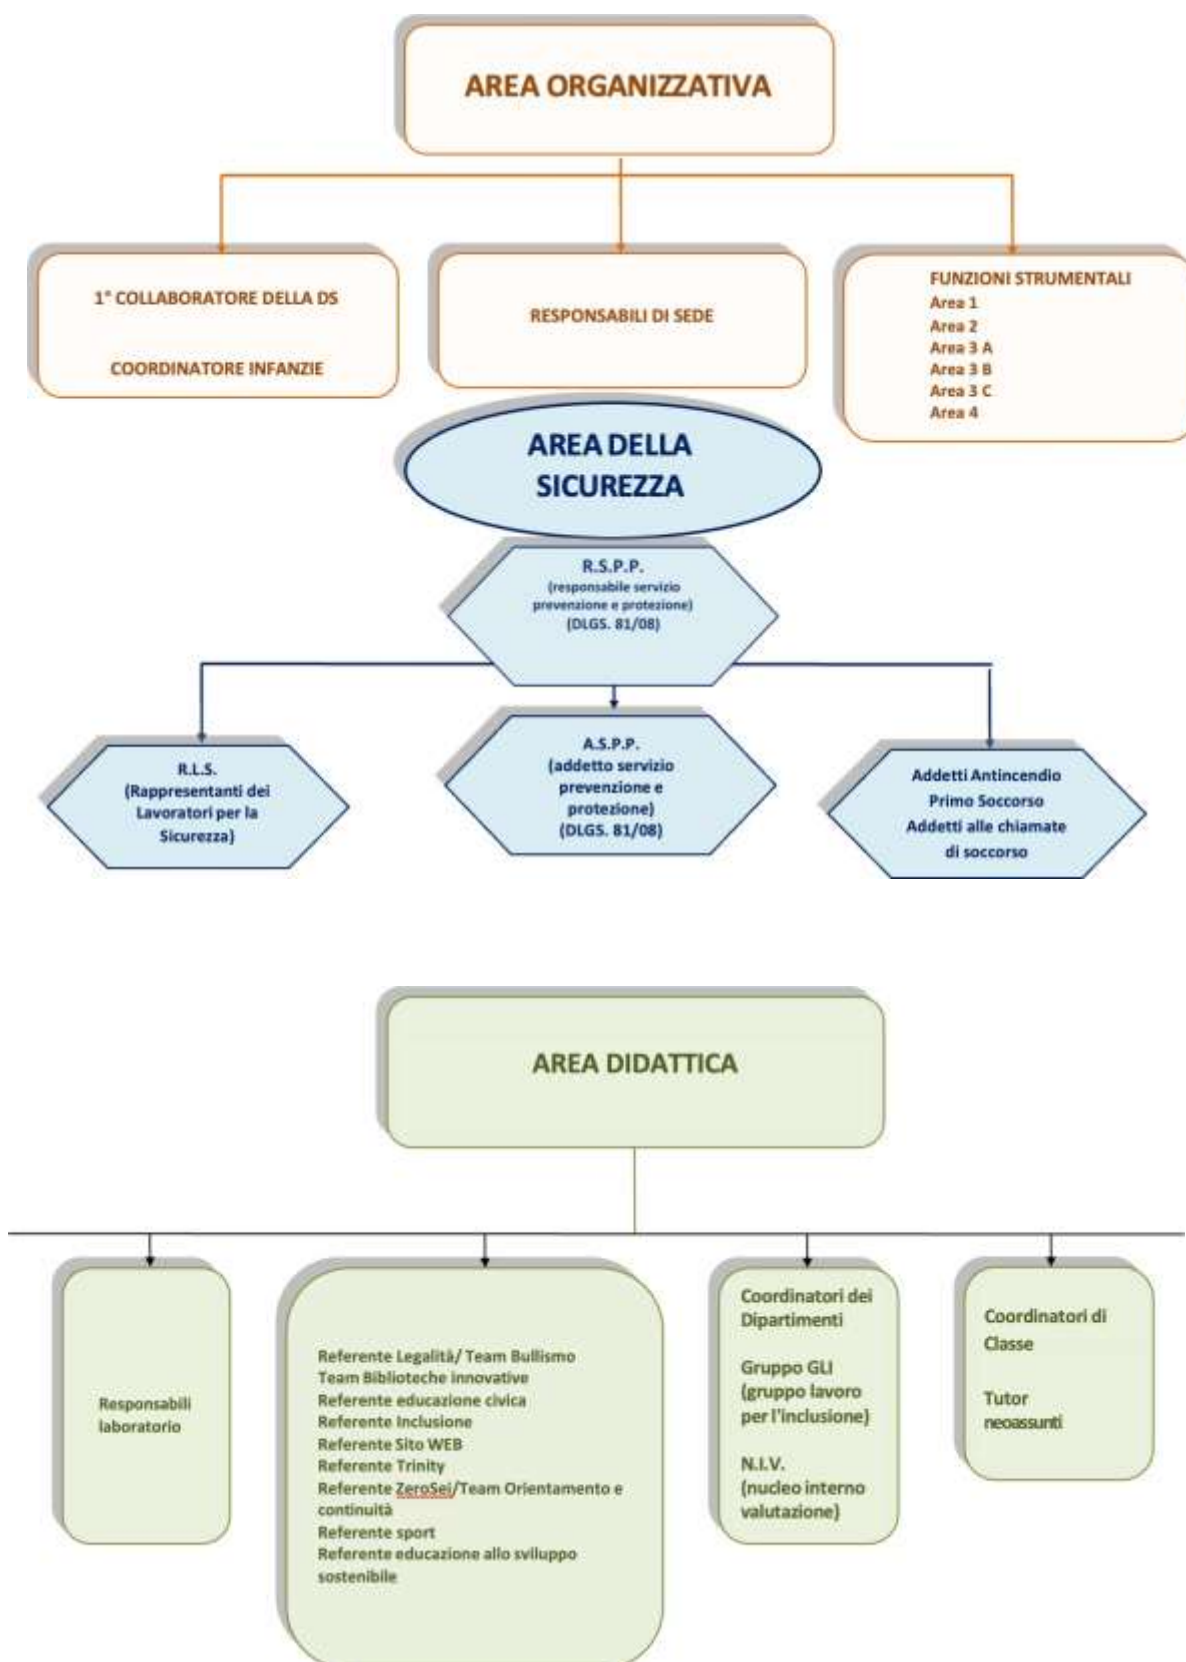 AREA ORGANIZZATIVA
1° COLLABORATORE DELLA DS
COORDINATORE INFANZIE
RESPONSABILI DI SEDE
FUNZIONI STRUMENTALI
Area 1
Area 2
Area 3 A
Area 3 B
Area 3 C
Area 4
AREA DELLA
SICUREZZA
R.S.P.P.
(responsabile servizio
prevenzione e protezione)
(DLGS. 81/08)
R.L.S.
(Rappresentanti dei
Lavoratori per la
Sicurezza)
A.S.P.P.
(addetto servizio
prevenzione e
protezione)
(DLGS. 81/08)
Addetti Antincendio
Primo Soccorso
Addetti alle chiamate
di soccorso
AREA DIDATTICA
Responsabili
laboratorio
Referente Legalità/ Team Bullismo
Team Biblioteche innovative
Referente educazione civica
Referente Inclusione
Referente Sito WEB
Referente Trinity
Referente ZeroSei/Team Orientamento e
continuità
Referente sport
Referente educazione allo sviluppo
sostenibile
Coordinatori dei
Dipartimenti
Gruppo GLI
(gruppo lavoro
per l'inclusione)
N.I.V.
(nucleo interno
valutazione)
Coordinatori di
Classe
Tutor
neoassunti